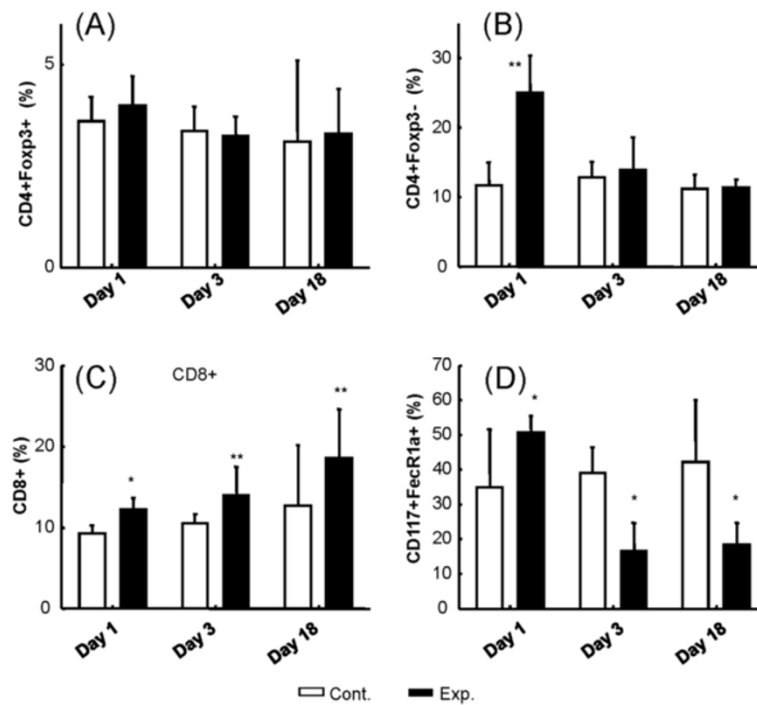 (A)
CD4+Foxp3+ (%)
5
0
Day 1
Day 3
Day 18
(B)
CD4+Foxp3- (%)
30
20
10
0
**
Day 1
Day 3
Day 18
(C)
CD8+
CD8+ (%)
30
20
10
0
*
**
**
Day 1
Day 3
Day 18
(D)
CD117+FecR1a+ (%)
70
60
50
40
30
20
10
0
*
*
*
Day 1
Day 3
Day 18
Cont.
Exp.